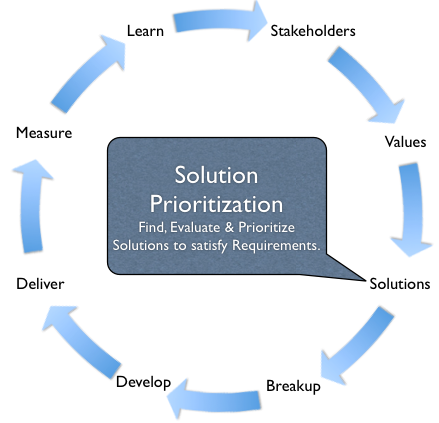 Learn
Stakeholders
Values
Solutions
Breakup
Develop
Deliver
Measure
Solution
Prioritization
Find, Evaluate & Prioritize
Solutions to satisfy Requirements.